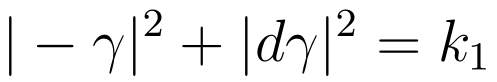 | − γ|² + |dγ|² = k₁